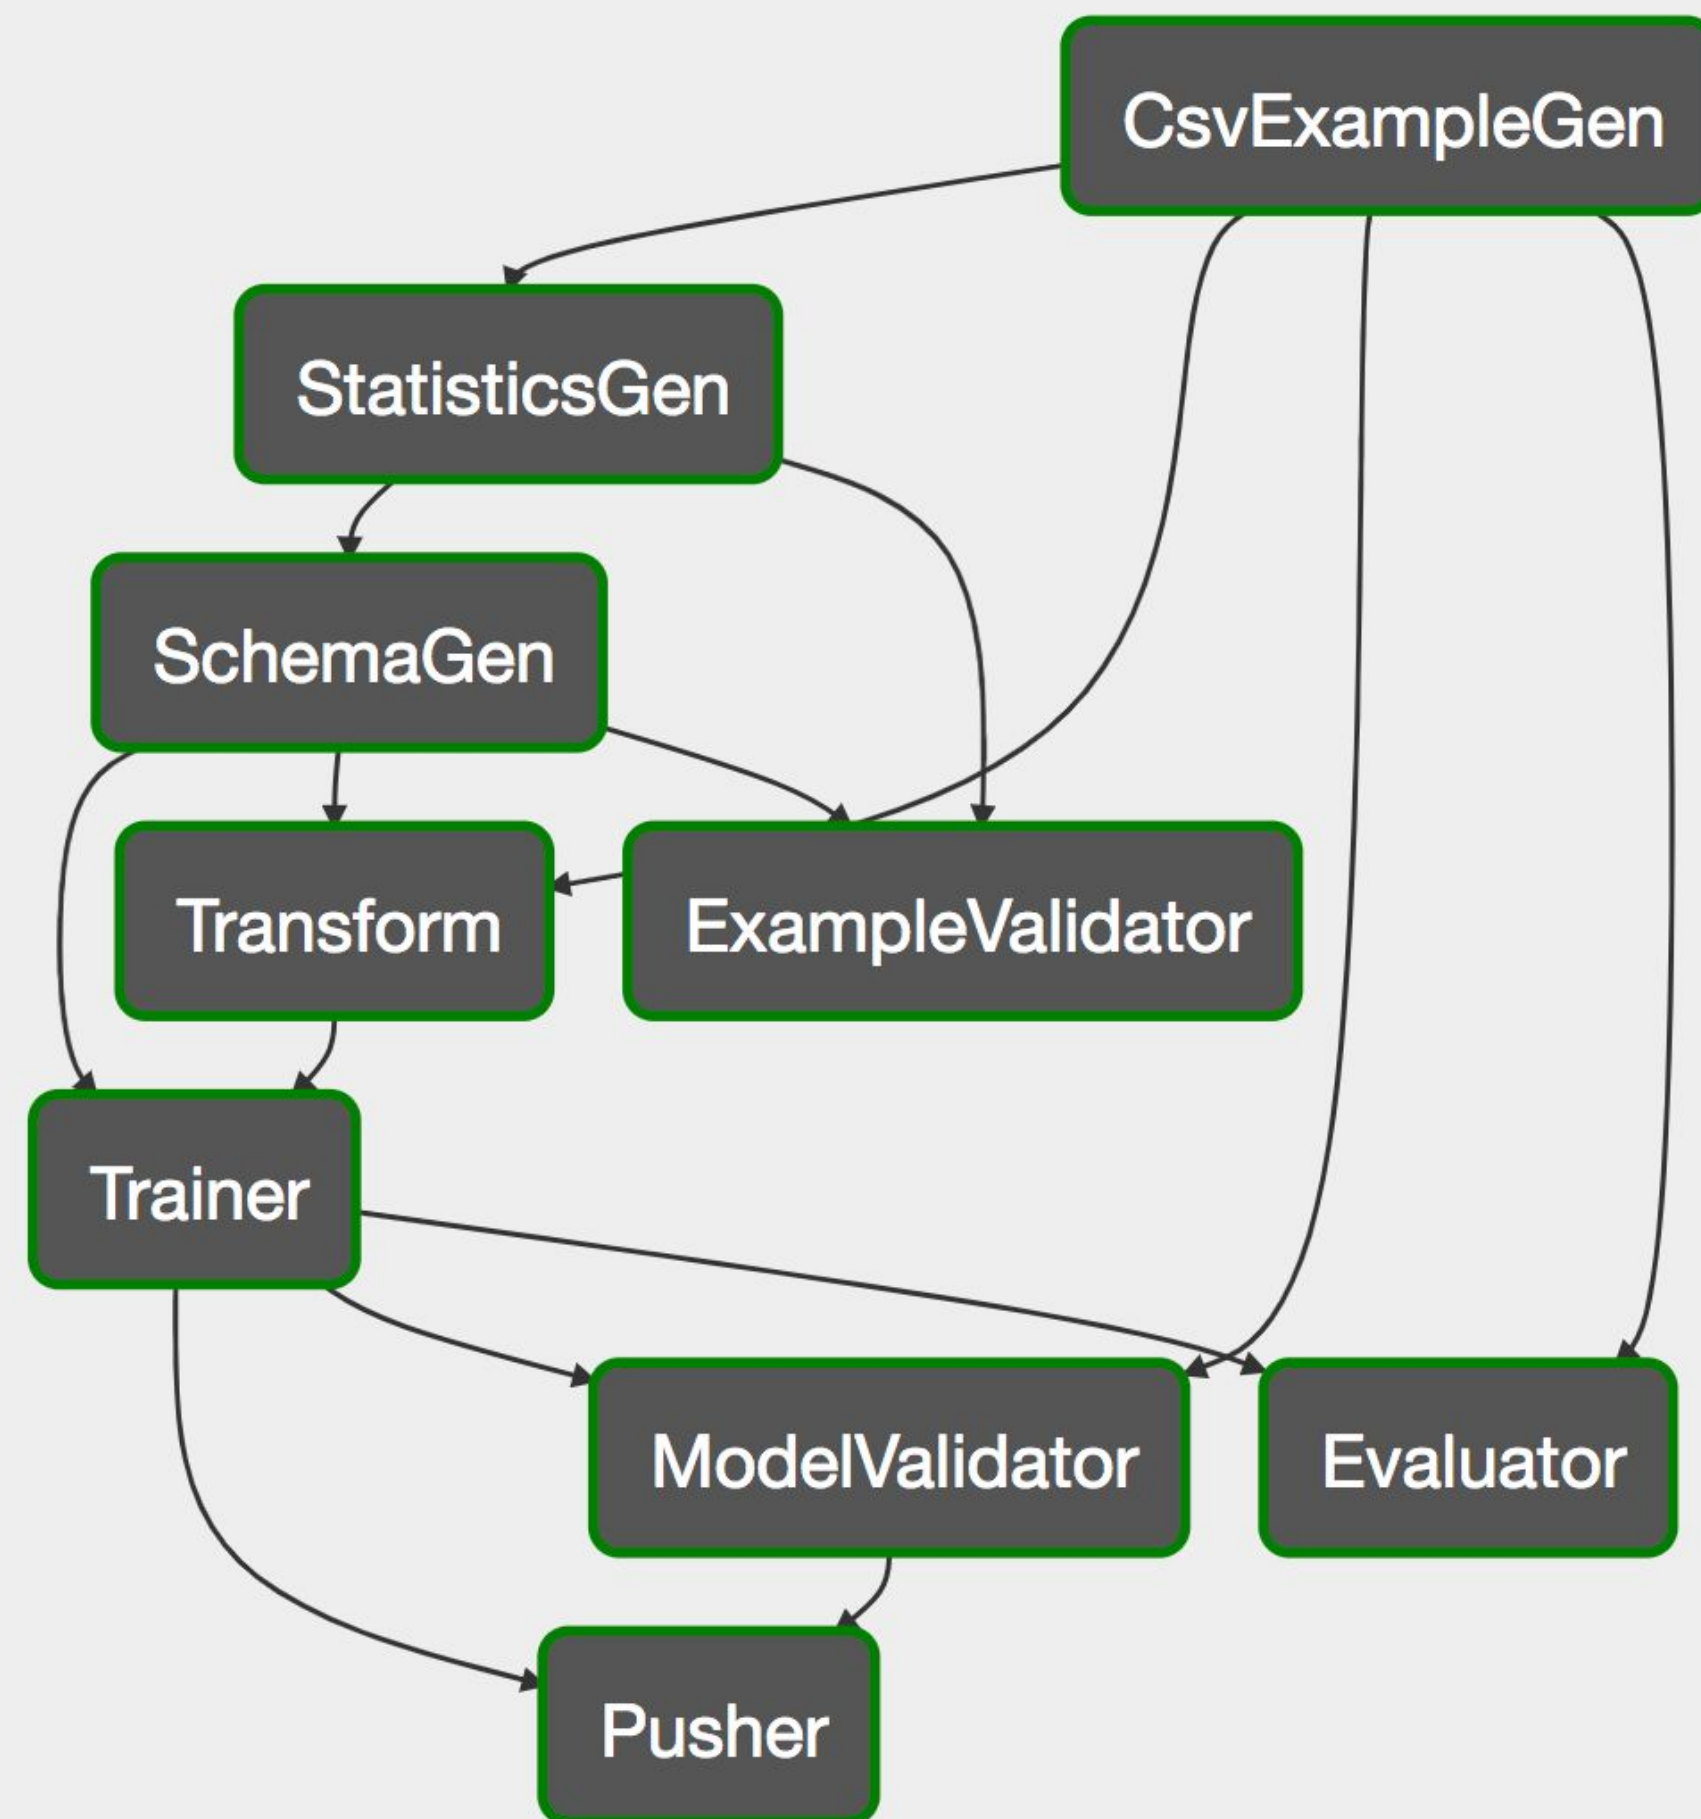 CsvExampleGen
StatisticsGen
SchemaGen
Transform
ExampleValidator
Trainer
ModelValidator
Evaluator
Pusher